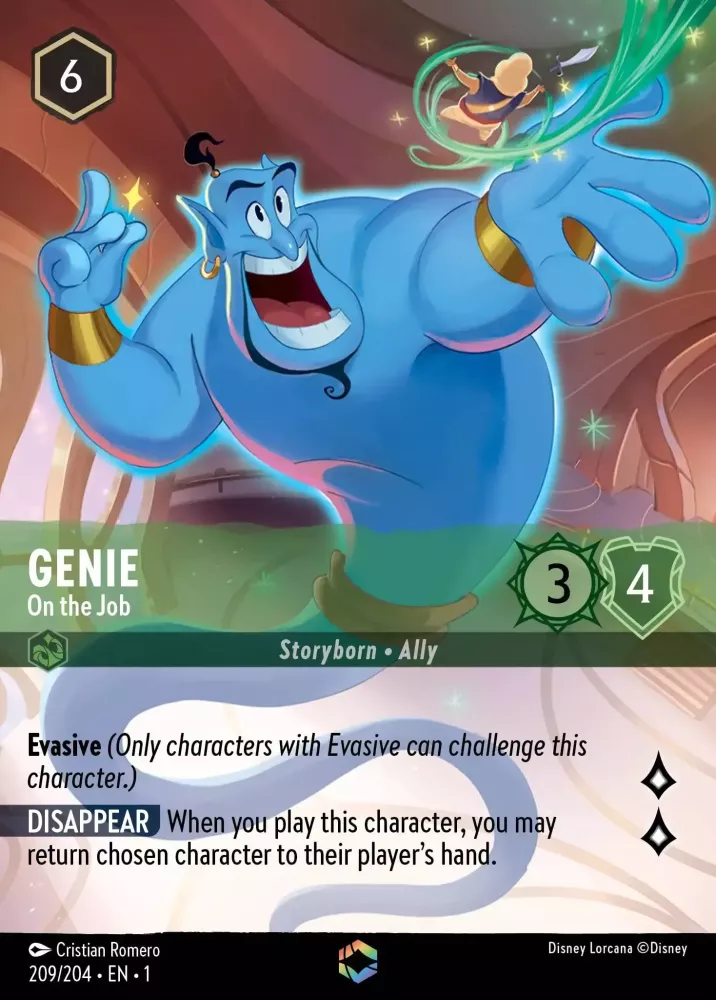 6
GENIE
On the Job
3
4
Storyborn • Ally
Evasive (Only characters with Evasive can challenge this
character.)
DISAPPEAR When you play this character, you may
return chosen character to their player’s hand.
Cristian Romero
Disney Lorcana ©Disney
209/204 • EN • 1